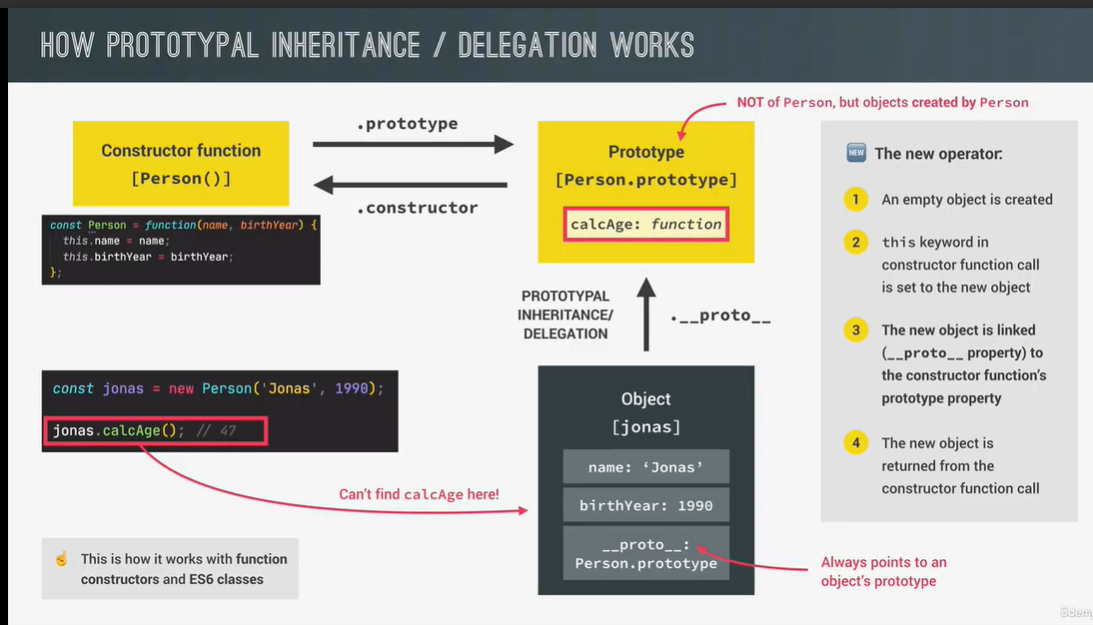 HOW PROTOTYPAL INHERITANCE / DELEGATION WORKS
NOT of Person, but objects created by Person
Constructor function
[Person()]
.prototype
.constructor
Prototype
[Person.prototype]
calcAge: function
const Person = function(name, birthYear) {
this.name = name;
this.birthYear = birthYear;
};
PROTOTYPAL
INHERITANCE/
DELEGATION
.__proto__
const jonas = new Person('Jonas', 1990);
jonas.calcAge(); // 47
Can't find calcAge here!
Object
[jonas]
name: ‘Jonas’
birthYear: 1990
__proto__:
Person.prototype
Always points to an
object's prototype
☝ This is how it works with function
constructors and ES6 classes
NEW The new operator:
1 An empty object is created
2 this keyword in
constructor function call
is set to the new object
3 The new object is linked
(__proto__ property) to
the constructor function's
prototype property
4 The new object is
returned from the
constructor function call
ûdemy